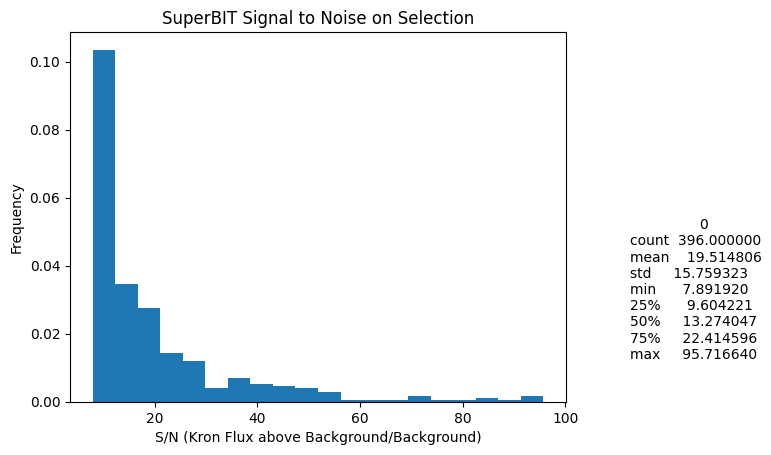 SuperBIT Signal to Noise on Selection
0.10
0.08
0.06
0.04
0.02
0.00
Frequency
20
40
60
80
100
S/N (Kron Flux above Background/Background)
0
count 396.000000
mean 19.514806
std 15.759323
min 7.891920
25% 9.604221
50% 13.274047
75% 22.414596
max 95.716640